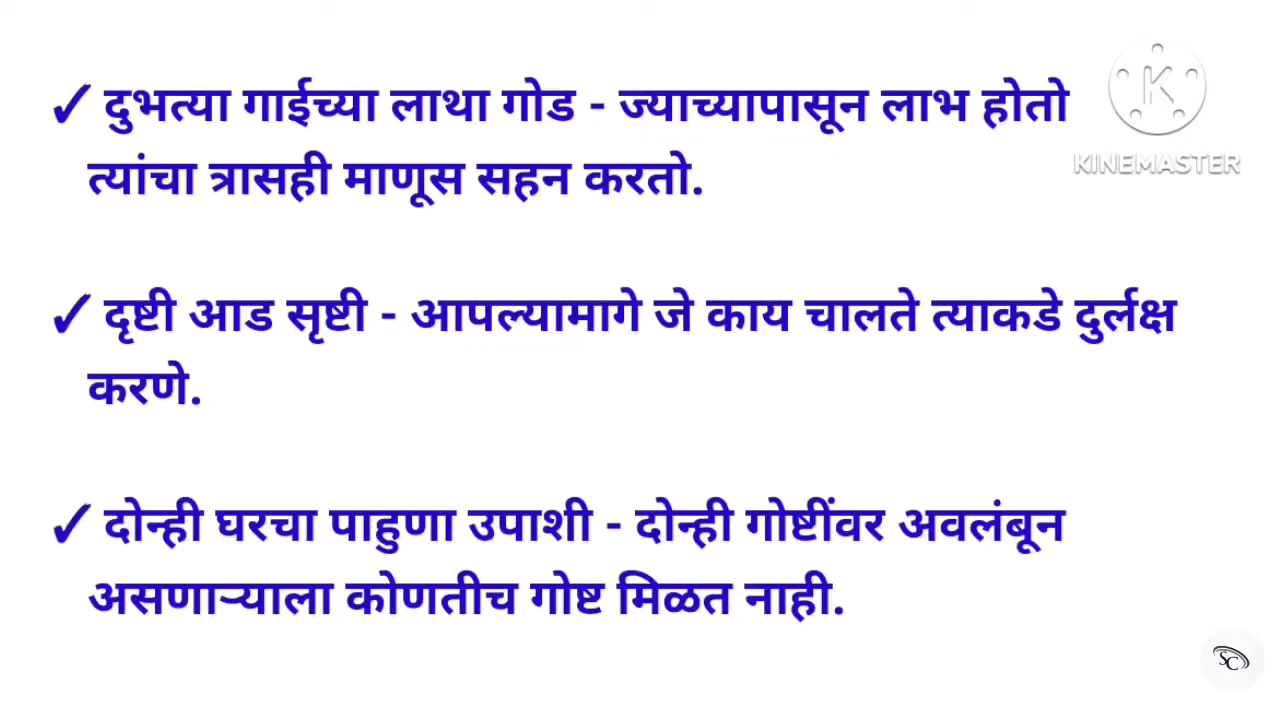 ✓ दुभत्या गाईच्या लाथा गोड - ज्याच्यापासून लाभ होतो
त्यांचा त्रासही माणूस सहन करतो.
✓ दृष्टी आड सृष्टी - आपल्यामागे जे काय चालते त्याकडे दुर्लक्ष
करणे.
✓ दोन्ही घरचा पाहुणा उपाशी - दोन्ही गोष्टींवर अवलंबून
असणाऱ्याला कोणतीच गोष्ट मिळत नाही.
K
KINEMASTER
SC